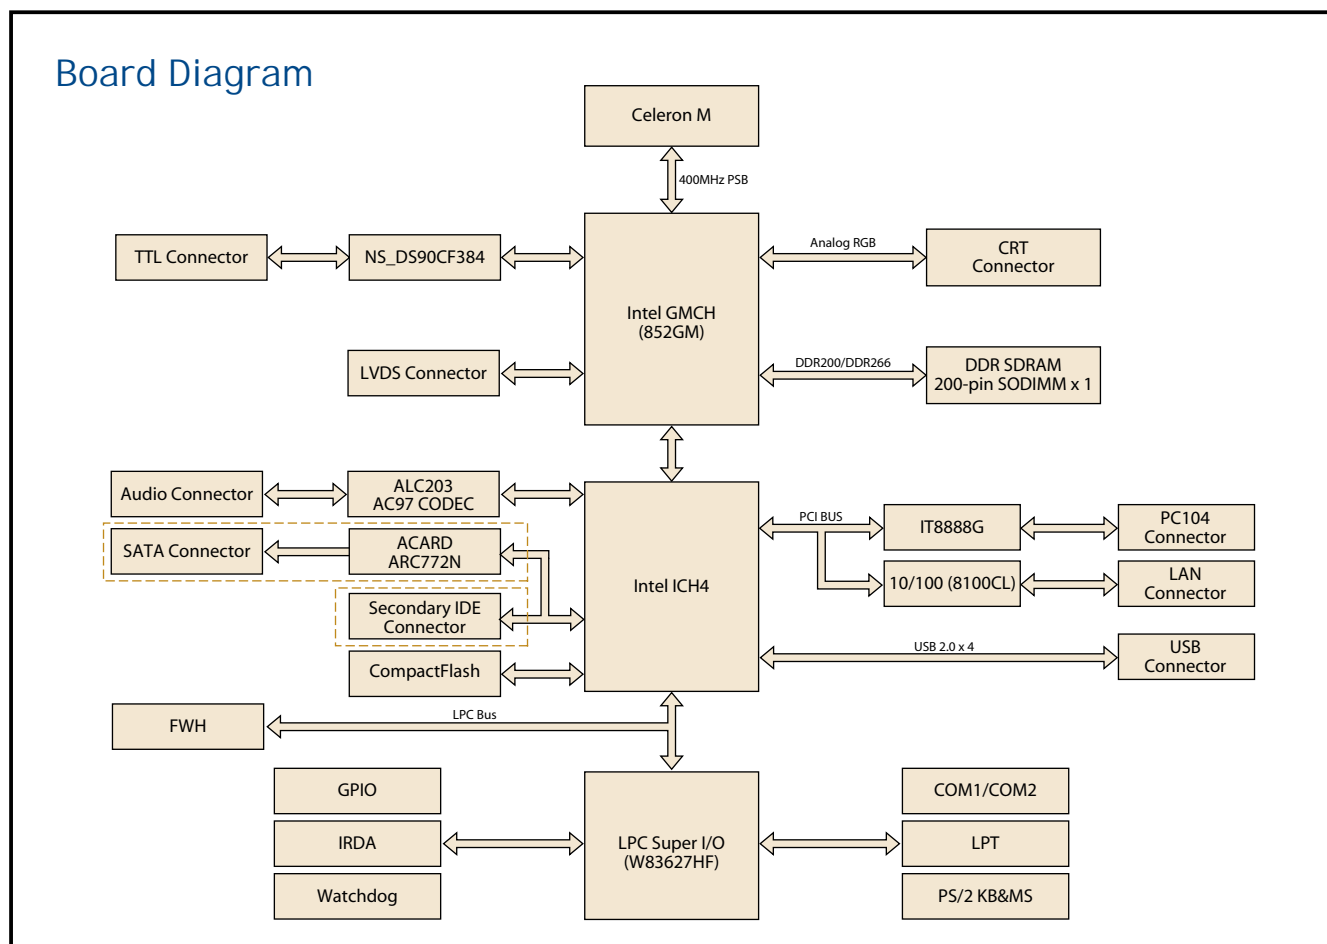 Board Diagram
Celeron M
400MHz PSB
TTL Connector
NS_DS90CF384
Intel GMCH
(852GM)
Analog RGB
CRT
Connector
LVDS Connector
DDR200/DDR266
DDR SDRAM
200-pin SODIMM x 1
Audio Connector
ALC203
AC97 CODEC
SATA Connector
ACARD
ARC772N
Secondary IDE
Connector
CompactFlash
Intel ICH4
PCI BUS
IT8888G
PC104
Connector
10/100 (8100CL)
LAN
Connector
USB 2.0 x 4
USB
Connector
FWH
LPC Bus
GPIO
IRDA
Watchdog
LPC Super I/O
(W83627HF)
COM1/COM2
LPT
PS/2 KB&MS